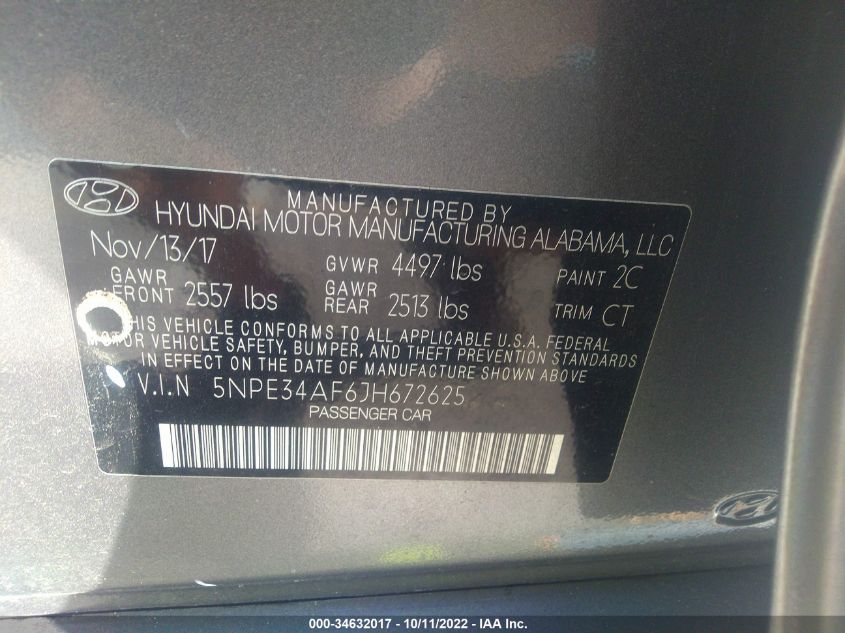 MANUFACTURED BY
HYUNDAI MOTOR MANUFACTURING ALABAMA, LLC
Nov/13/17 GVWR 4497 lbs PAINT 2C
GAWR FRONT 2557 lbs GAWR REAR 2513 lbs TRIM CT
THIS VEHICLE CONFORMS TO ALL APPLICABLE U.S.A. FEDERAL
MOTOR VEHICLE SAFETY, BUMPER, AND THEFT PREVENTION STANDARDS
IN EFFECT ON THE DATE OF MANUFACTURE SHOWN ABOVE.
V.I.N 5NPE34AF6JH672625
PASSENGER CAR
000-34632017 - 10/11/2022 - IAA Inc.